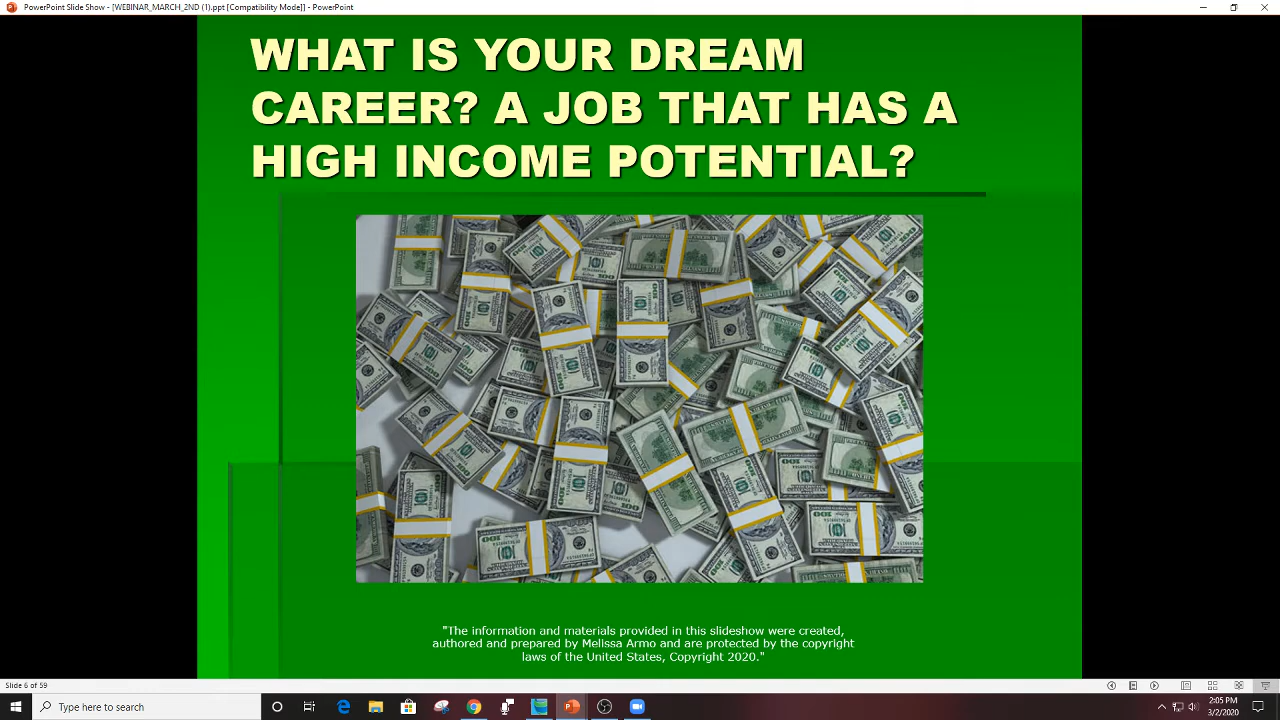 PowerPoint Slide Show - [WEBINAR_MARCH_2ND (1).ppt [Compatibility Mode]] - PowerPoint
WHAT IS YOUR DREAM
CAREER? A JOB THAT HAS A
HIGH INCOME POTENTIAL?
"The information and materials provided in this slideshow were created,
authored and prepared by Melissa Armo and are protected by the copyright
laws of the United States, Copyright 2020."
Slide 6 of 59
Type here to search
2:05 PM
3/2/2020